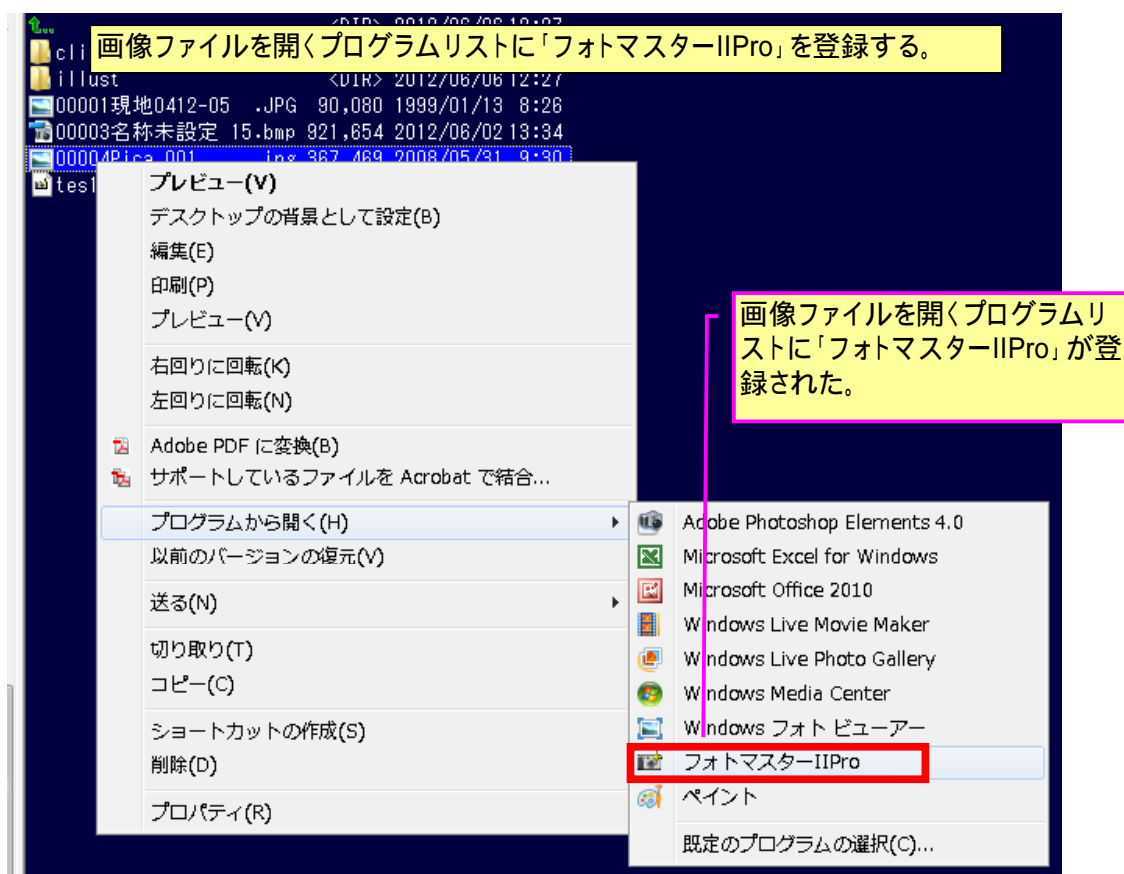 画像ファイルを開くプログラムリストに「フォトマスターIIPro」を登録する。
cli
illust <DIR> 2012/06/06 12:27
00001現地0412-05 .JPG 90,080 1999/01/13 8:26
00003名称未設定 15.bmp 921,654 2012/06/02 13:34
00004Pica 001 jpg 367,469 2008/05/31 9:30
プレビュー(V)
デスクトップの背景として設定(B)
編集(E)
印刷(P)
プレビュー(V)
右回りに回転(K)
左回りに回転(N)
Adobe PDF に変換(B)
サポートしているファイルを Acrobat で結合...
プログラムから開く(H)
以前のバージョンの復元(V)
送る(N)
切り取り(T)
コピー(C)
ショートカットの作成(S)
削除(D)
プロパティ(R)
画像ファイルを開くプログラムリ
ストに「フォトマスターIIPro」が登
録された。
Adobe Photoshop Elements 4.0
Microsoft Excel for Windows
Microsoft Office 2010
Windows Live Movie Maker
Windows Live Photo Gallery
Windows Media Center
Windows フォト ビューアー
フォトマスターIIPro
ペイント
既定のプログラムの選択(C)...